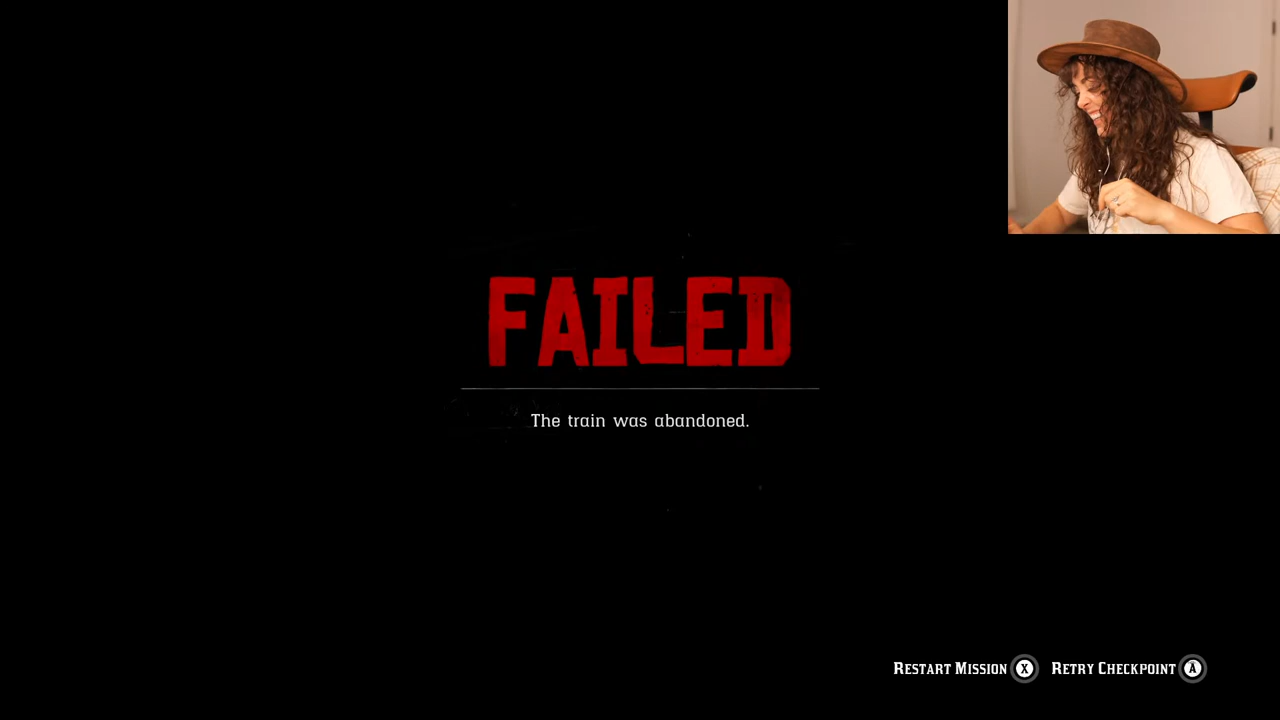 FAILED
The train was abandoned.
Restart Mission X Retry Checkpoint A